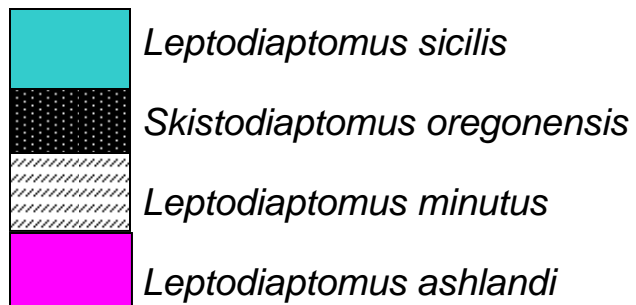 Leptodiaptomus sicilis
Skistodiaptomus oregonensis
Leptodiaptomus minutus
Leptodiaptomus ashlandi